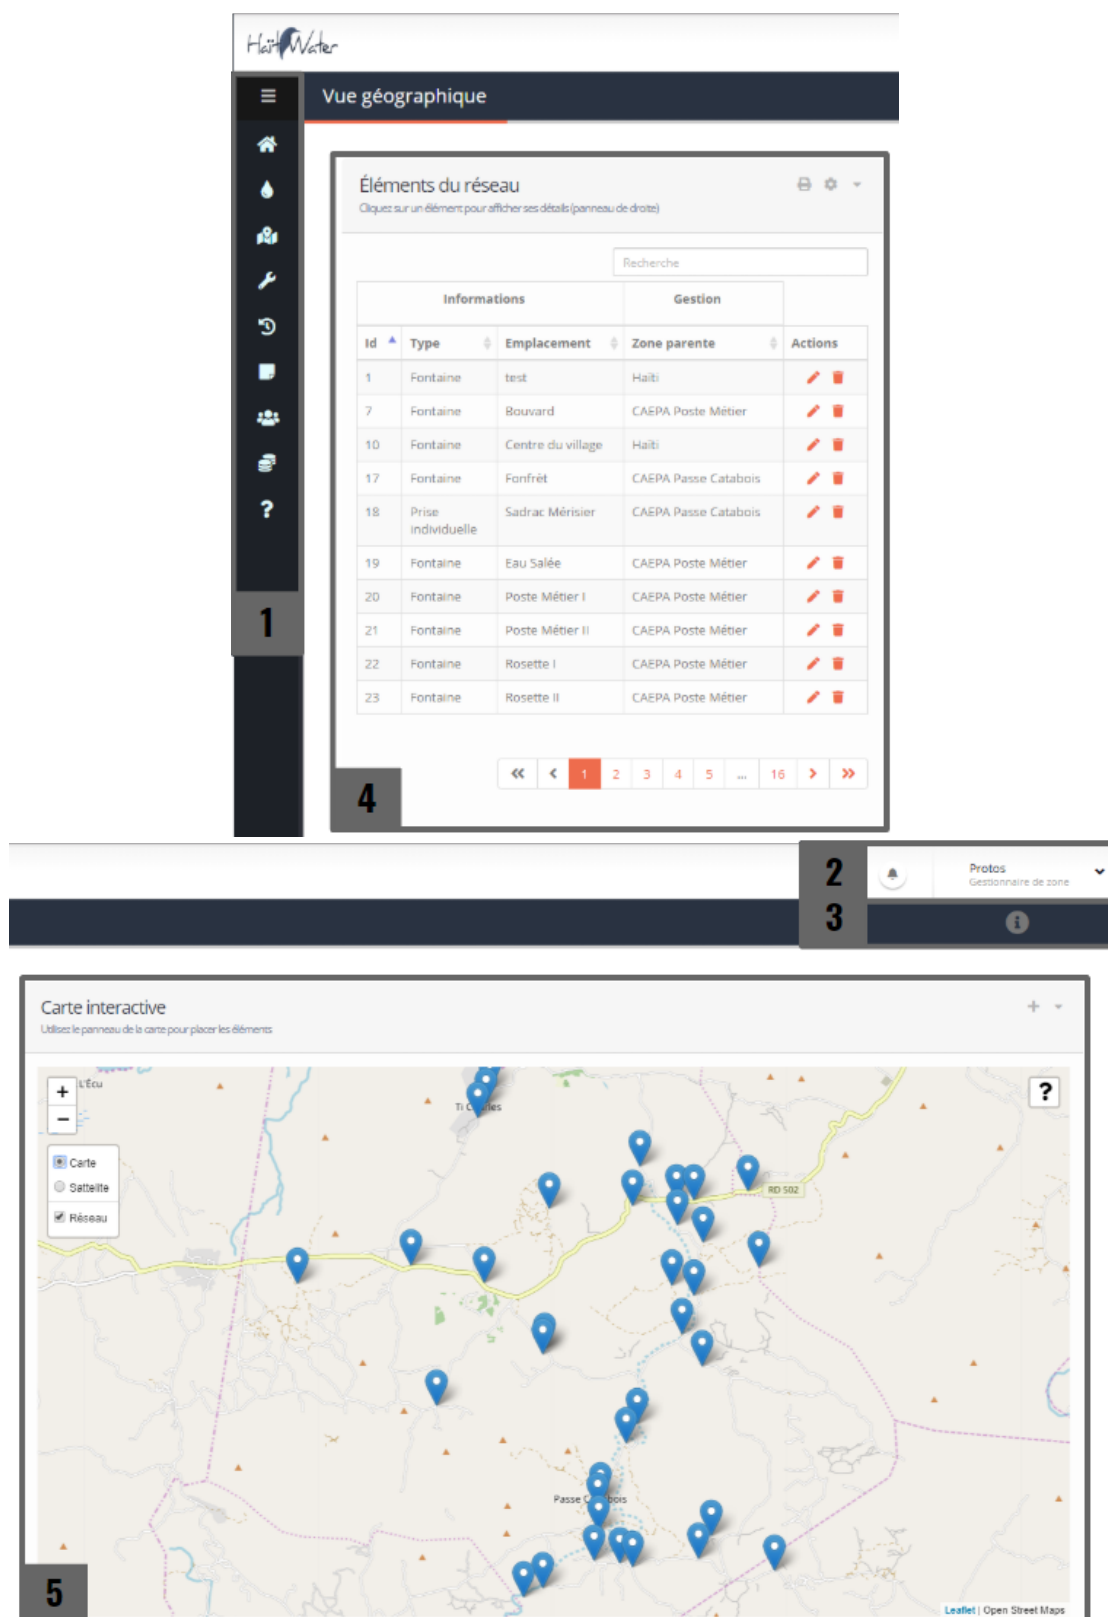 Haïti Water
Vue géographique
Éléments du réseau
Cliquez sur un élément pour afficher ses détails (panneau de droite)
Recherche
Informations Gestion
Id Type Emplacement Zone parente Actions
1 Fontaine test Haïti
7 Fontaine Bouvard CAEPA Poste Métier
10 Fontaine Centre du village Haïti
17 Fontaine Fonfrèt CAEPA Passe Catabois
18 Prise individuelle Sadrac Mérisier CAEPA Passe Catabois
19 Fontaine Eau Salée CAEPA Poste Métier
20 Fontaine Poste Métier I CAEPA Poste Métier
21 Fontaine Poste Métier II CAEPA Poste Métier
22 Fontaine Rosette I CAEPA Poste Métier
23 Fontaine Rosette II CAEPA Poste Métier
« ‹ 1 2 3 4 5 ... 16 › »
1
4
2
Protos
Gestionnaire de zone
3
Carte interactive
Utilisez le panneau de la carte pour placer les éléments
+
−
L'Écu
?
Carte
Sattelite
Réseau
RD 502
Passe
bois
5
Leaflet | Open Street Maps